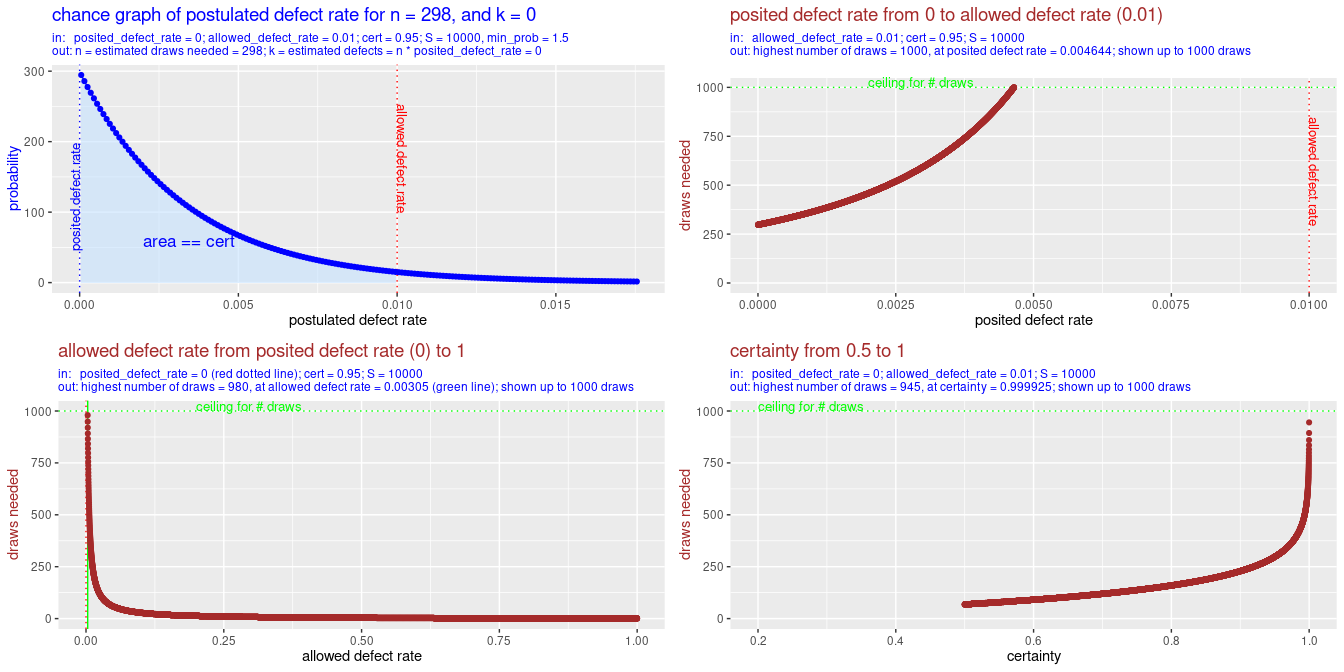 chance graph of postulated defect rate for n = 298, and k = 0
in: posited_defect_rate = 0; allowed_defect_rate = 0.01; cert = 0.95; S = 10000, min_prob = 1.5
out: n = estimated draws needed = 298; k = estimated defects = n * posited_defect_rate = 0
300
200
100
0
probability
posited.defect.rate
allowed.defect.rate
area == cert
0.000
0.005
0.010
0.015
postulated defect rate
posited defect rate from 0 to allowed defect rate (0.01)
in: allowed_defect_rate = 0.01; cert = 0.95; S = 10000
out: highest number of draws = 1000, at posited defect rate = 0.004644; shown up to 1000 draws
ceiling for # draws
1000
750
500
250
0
draws needed
allowed.defect.rate
0.0000
0.0025
0.0050
0.0075
0.0100
posited defect rate
allowed defect rate from posited defect rate (0) to 1
in: posited_defect_rate = 0 (red dotted line); cert = 0.95; S = 10000
out: highest number of draws = 980, at allowed defect rate = 0.00305 (green line); shown up to 1000 draws
ceiling for # draws
1000
750
500
250
0
draws needed
0.00
0.25
0.50
0.75
1.00
allowed defect rate
certainty from 0.5 to 1
in: posited_defect_rate = 0; allowed_defect_rate = 0.01; S = 10000
out: highest number of draws = 945, at certainty = 0.999925; shown up to 1000 draws
ceiling for # draws
1000
750
500
250
0
draws needed
0.2
0.4
0.6
0.8
1.0
certainty